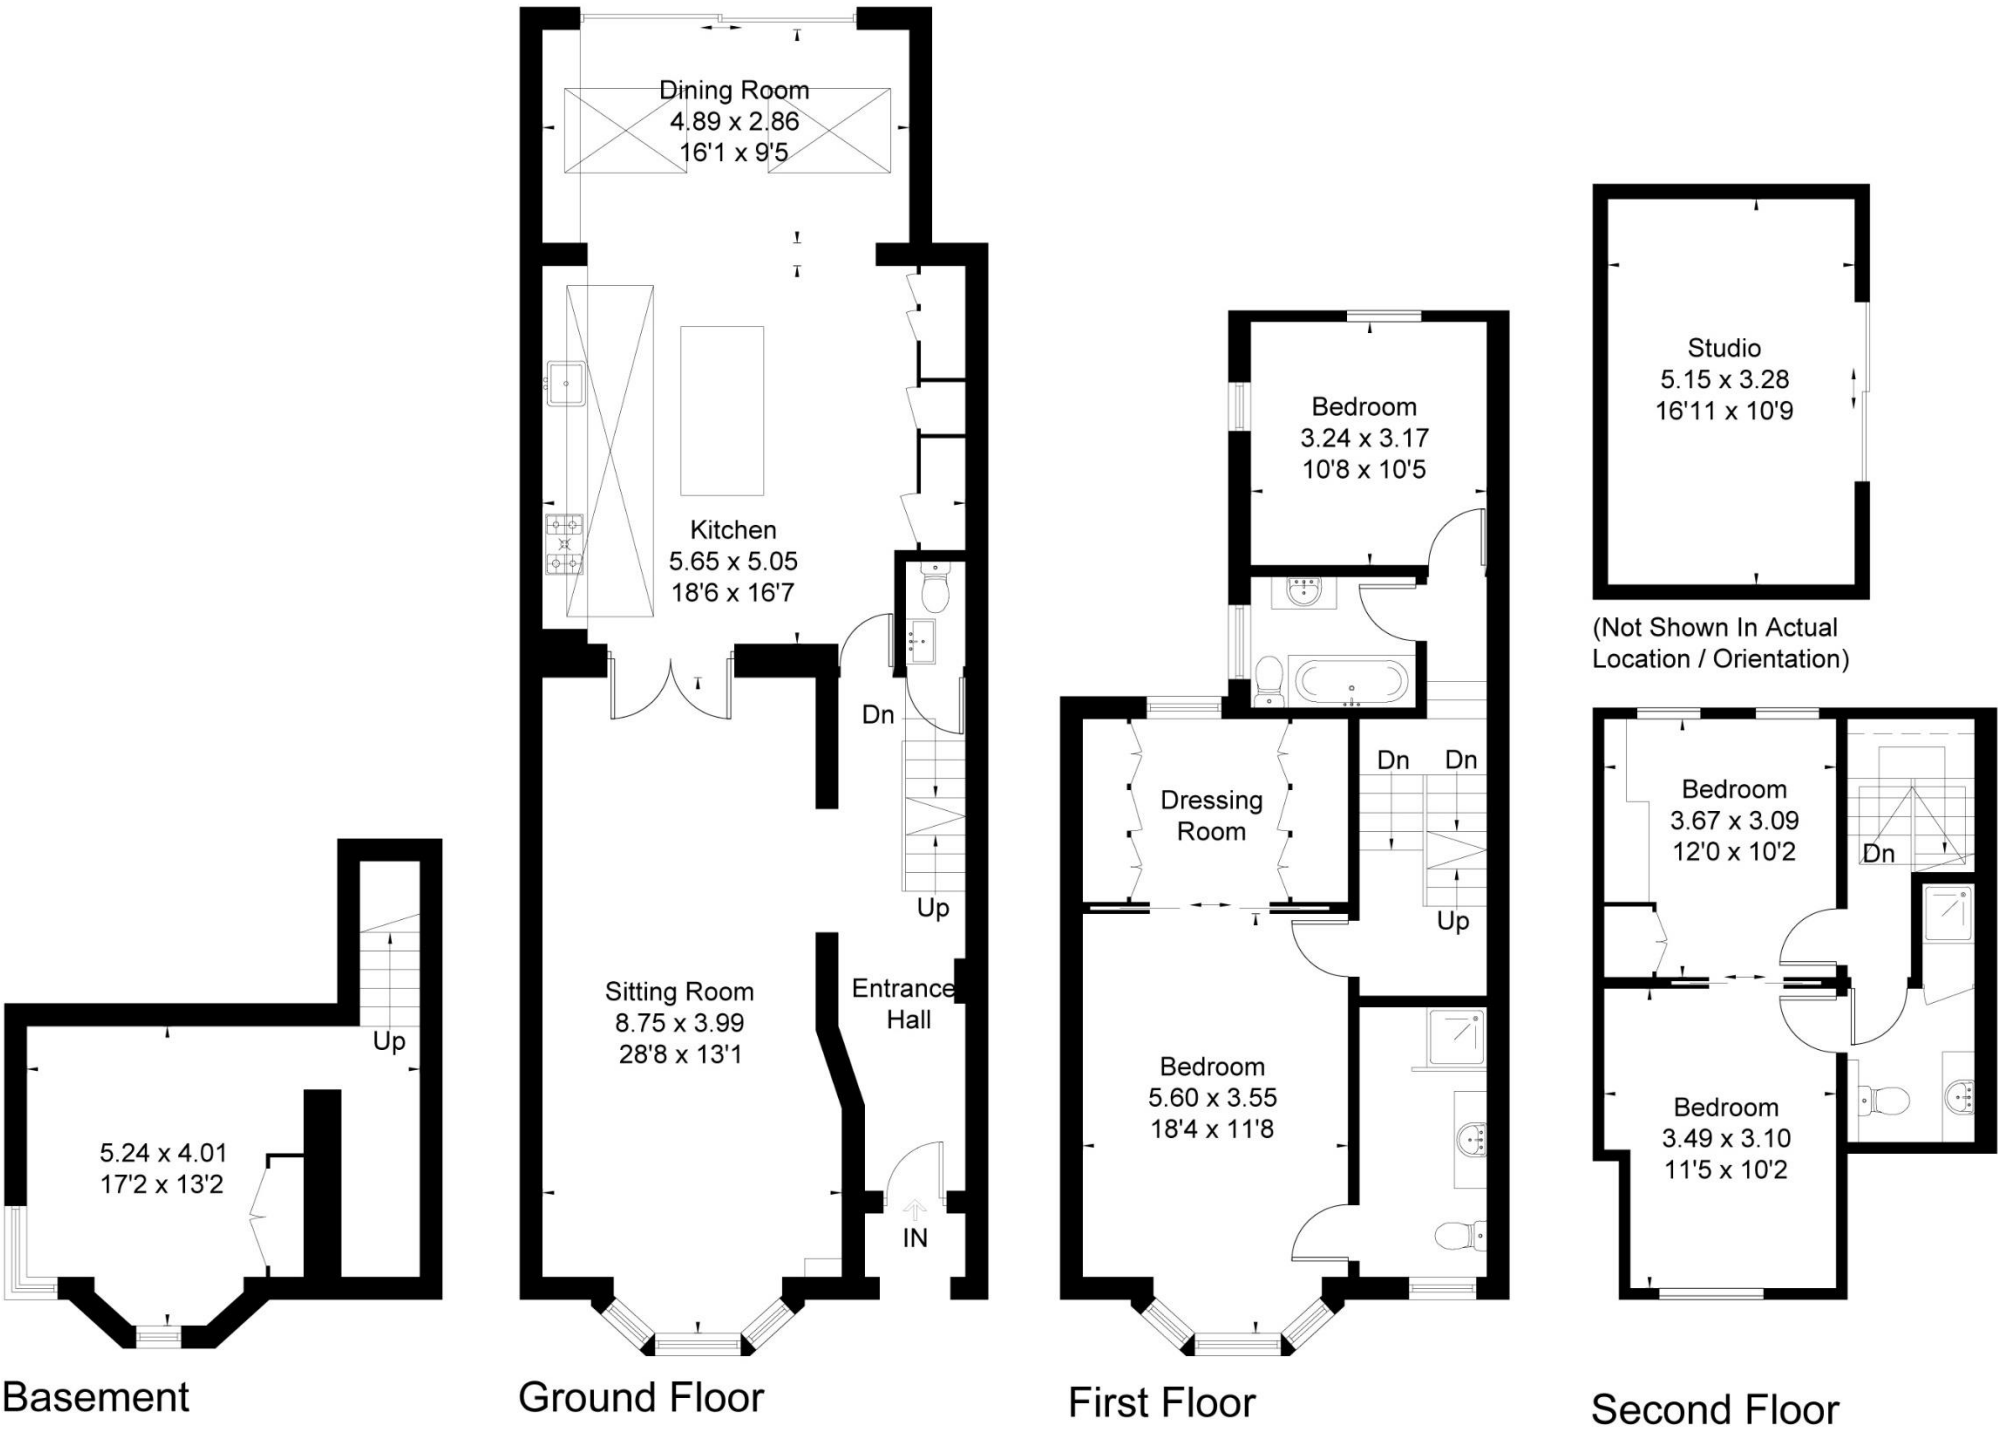 Up
5.24 x 4.01
17'2 x 13'2
Basement
Dining Room
4.89 x 2.86
16'1 x 9'5
Kitchen
5.65 x 5.05
18'6 x 16'7
Dn
Up
Sitting Room
8.75 x 3.99
28'8 x 13'1
Entrance
Hall
IN
Ground Floor
Bedroom
3.24 x 3.17
10'8 x 10'5
Dn Dn
Dressing
Room
Up
Bedroom
5.60 x 3.55
18'4 x 11'8
First Floor
Studio
5.15 x 3.28
16'11 x 10'9
(Not Shown In Actual
Location / Orientation)
Bedroom
3.67 x 3.09
12'0 x 10'2
Dn
Bedroom
3.49 x 3.10
11'5 x 10'2
Second Floor